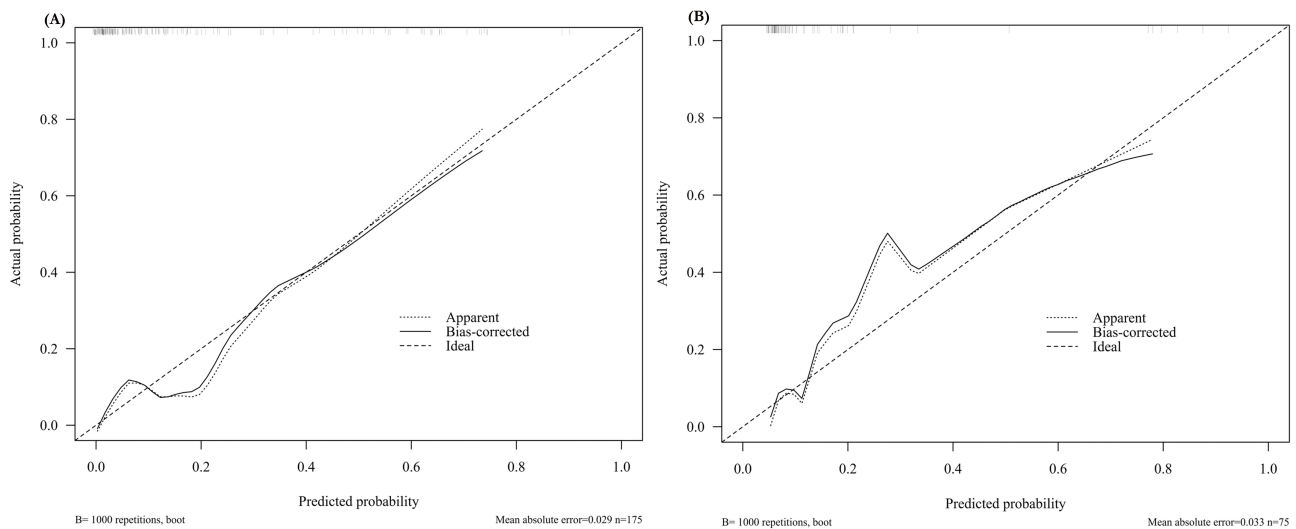 (A)
1.0
0.8
0.6
0.4
0.2
0.0
Actual probability
Apparent
Bias-corrected
Ideal
0.0 0.2 0.4 0.6 0.8 1.0
Predicted probability
B= 1000 repetitions, boot
Mean absolute error=0.029 n=175
(B)
1.0
0.8
0.6
0.4
0.2
0.0
Actual probability
Apparent
Bias-corrected
Ideal
0.0 0.2 0.4 0.6 0.8 1.0
Predicted probability
B= 1000 repetitions, boot
Mean absolute error=0.033 n=75